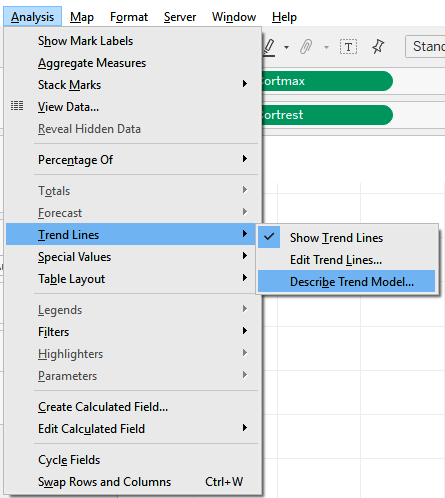 Analysis Map Format Server Window Help
Show Mark Labels
Aggregate Measures
Stack Marks
View Data...
Reveal Hidden Data
Percentage Of
Totals
Forecast
Trend Lines
Special Values
Table Layout
Legends
Filters
Highlighters
Parameters
Create Calculated Field...
Edit Calculated Field
Cycle Fields
Swap Rows and Columns Ctrl+W
Show Trend Lines
Edit Trend Lines...
Describe Trend Model...
T Stand
Cortmax
Cortrest